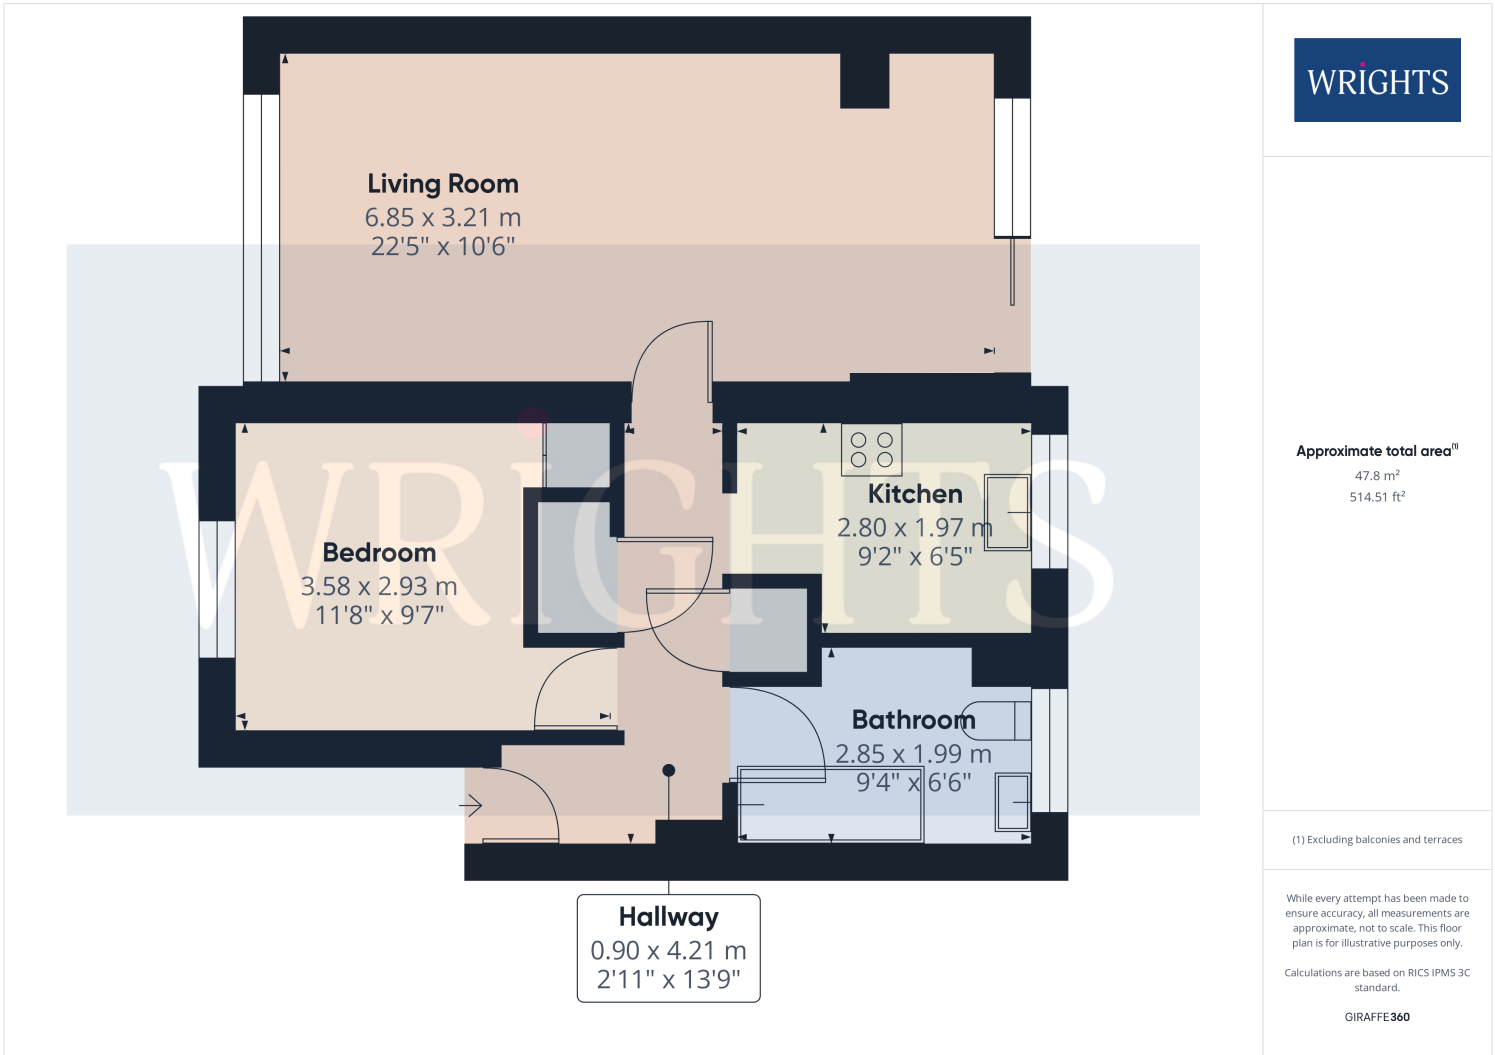 Living Room
6.85 x 3.21 m
22'5" x 10'6"
Bedroom
3.58 x 2.93 m
11'8" x 9'7"
Kitchen
2.80 x 1.97 m
9'2" x 6'5"
Bathroom
2.85 x 1.99 m
9'4" x 6'6"
Hallway
0.90 x 4.21 m
2'11" x 13'9"
WRiGHTS
WRiGHTS
Approximate total area(1)
47.8 m²
514.51 ft²
(1) Excluding balconies and terraces
While every attempt has been made to
ensure accuracy, all measurements are
approximate, not to scale. This floor
plan is for illustrative purposes only.
Calculations are based on RICS IPMS 3C
standard.
GIRAFFE360